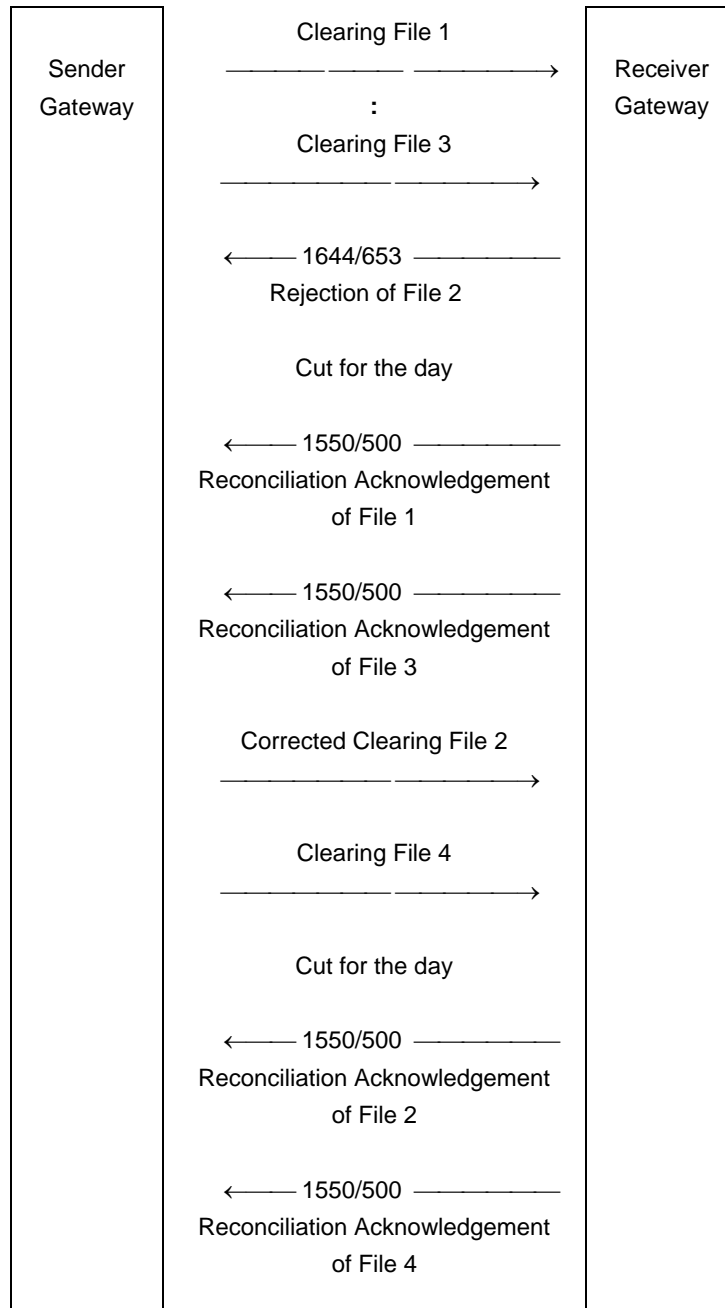 Clearing File 1
Sender
Gateway
Receiver
Gateway
:
Clearing File 3
1644/653
Rejection of File 2
Cut for the day
1550/500
Reconciliation Acknowledgement
of File 1
1550/500
Reconciliation Acknowledgement
of File 3
Corrected Clearing File 2
Clearing File 4
Cut for the day
1550/500
Reconciliation Acknowledgement
of File 2
1550/500
Reconciliation Acknowledgement
of File 4